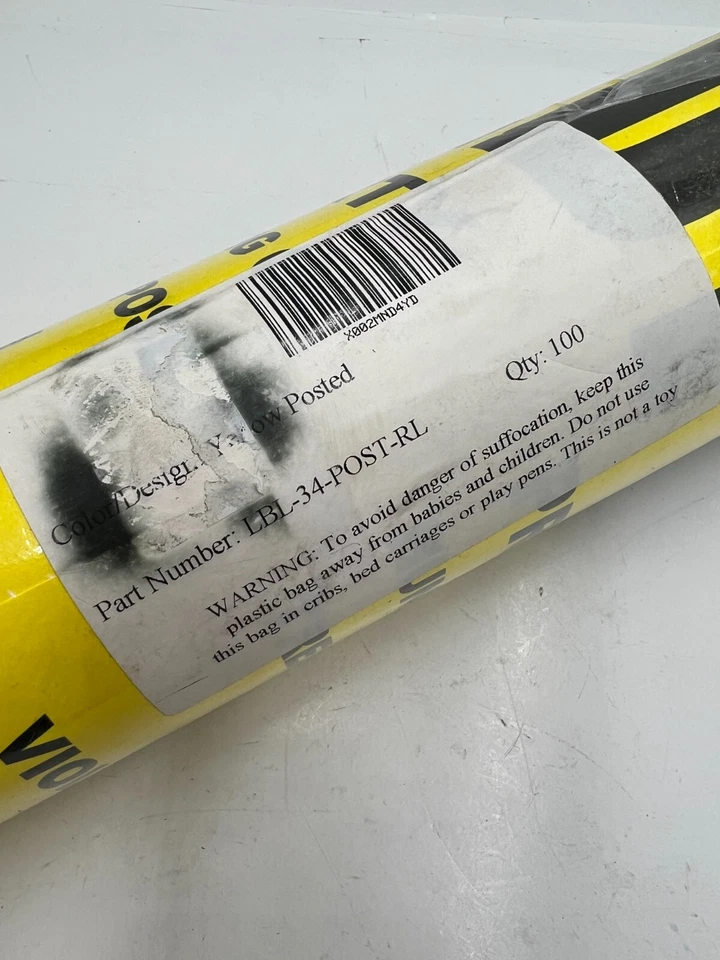 X002MND4YD
Color/Design: Yellow Posted
Qty: 100
Part Number: LBL-34-POST-RL
WARNING: To avoid danger of suffocation, keep this
plastic bag away from babies and children. Do not use
this bag in cribs, bed carriages or play pens. This is not a toy
VIO